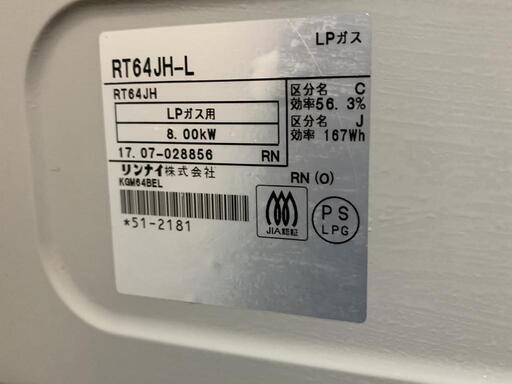 LPガス
RT64JH-L
RT64JH
LPガス用
8.00kW
区分名 C
効率56.3%
区分名 J
効率 167Wh
17.07-028856 RN
リンナイ株式会社
KGM64BEL
RN (O)
*51-2181
JIA認証
PS
LPG